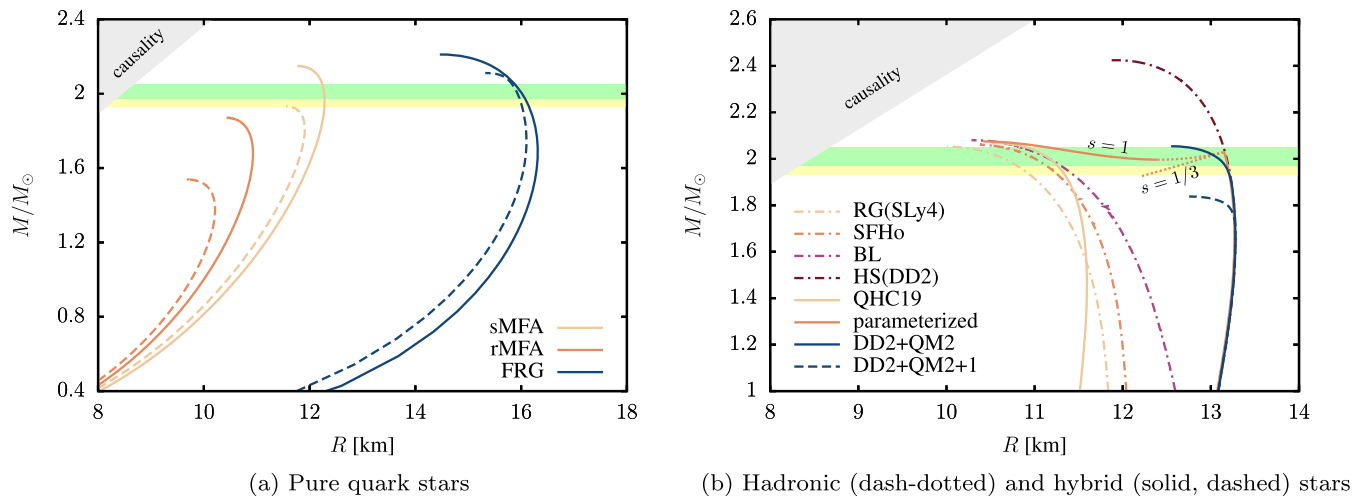 2.4
2
1.6
1.2
0.8
0.4
M/M⊙
causality
sMFA
rMFA
FRG
8 10 12 14 16 18
R [km]
(a) Pure quark stars
2.6
2.4
2.2
2
1.8
1.6
1.4
1.2
1
M/M⊙
causality
s = 1
s = 1/3
RG(SLy4)
SFHo
BL
HS(DD2)
QHC19
parameterized
DD2+QM2
DD2+QM2+1
8 9 10 11 12 13 14
R [km]
(b) Hadronic (dash-dotted) and hybrid (solid, dashed) stars